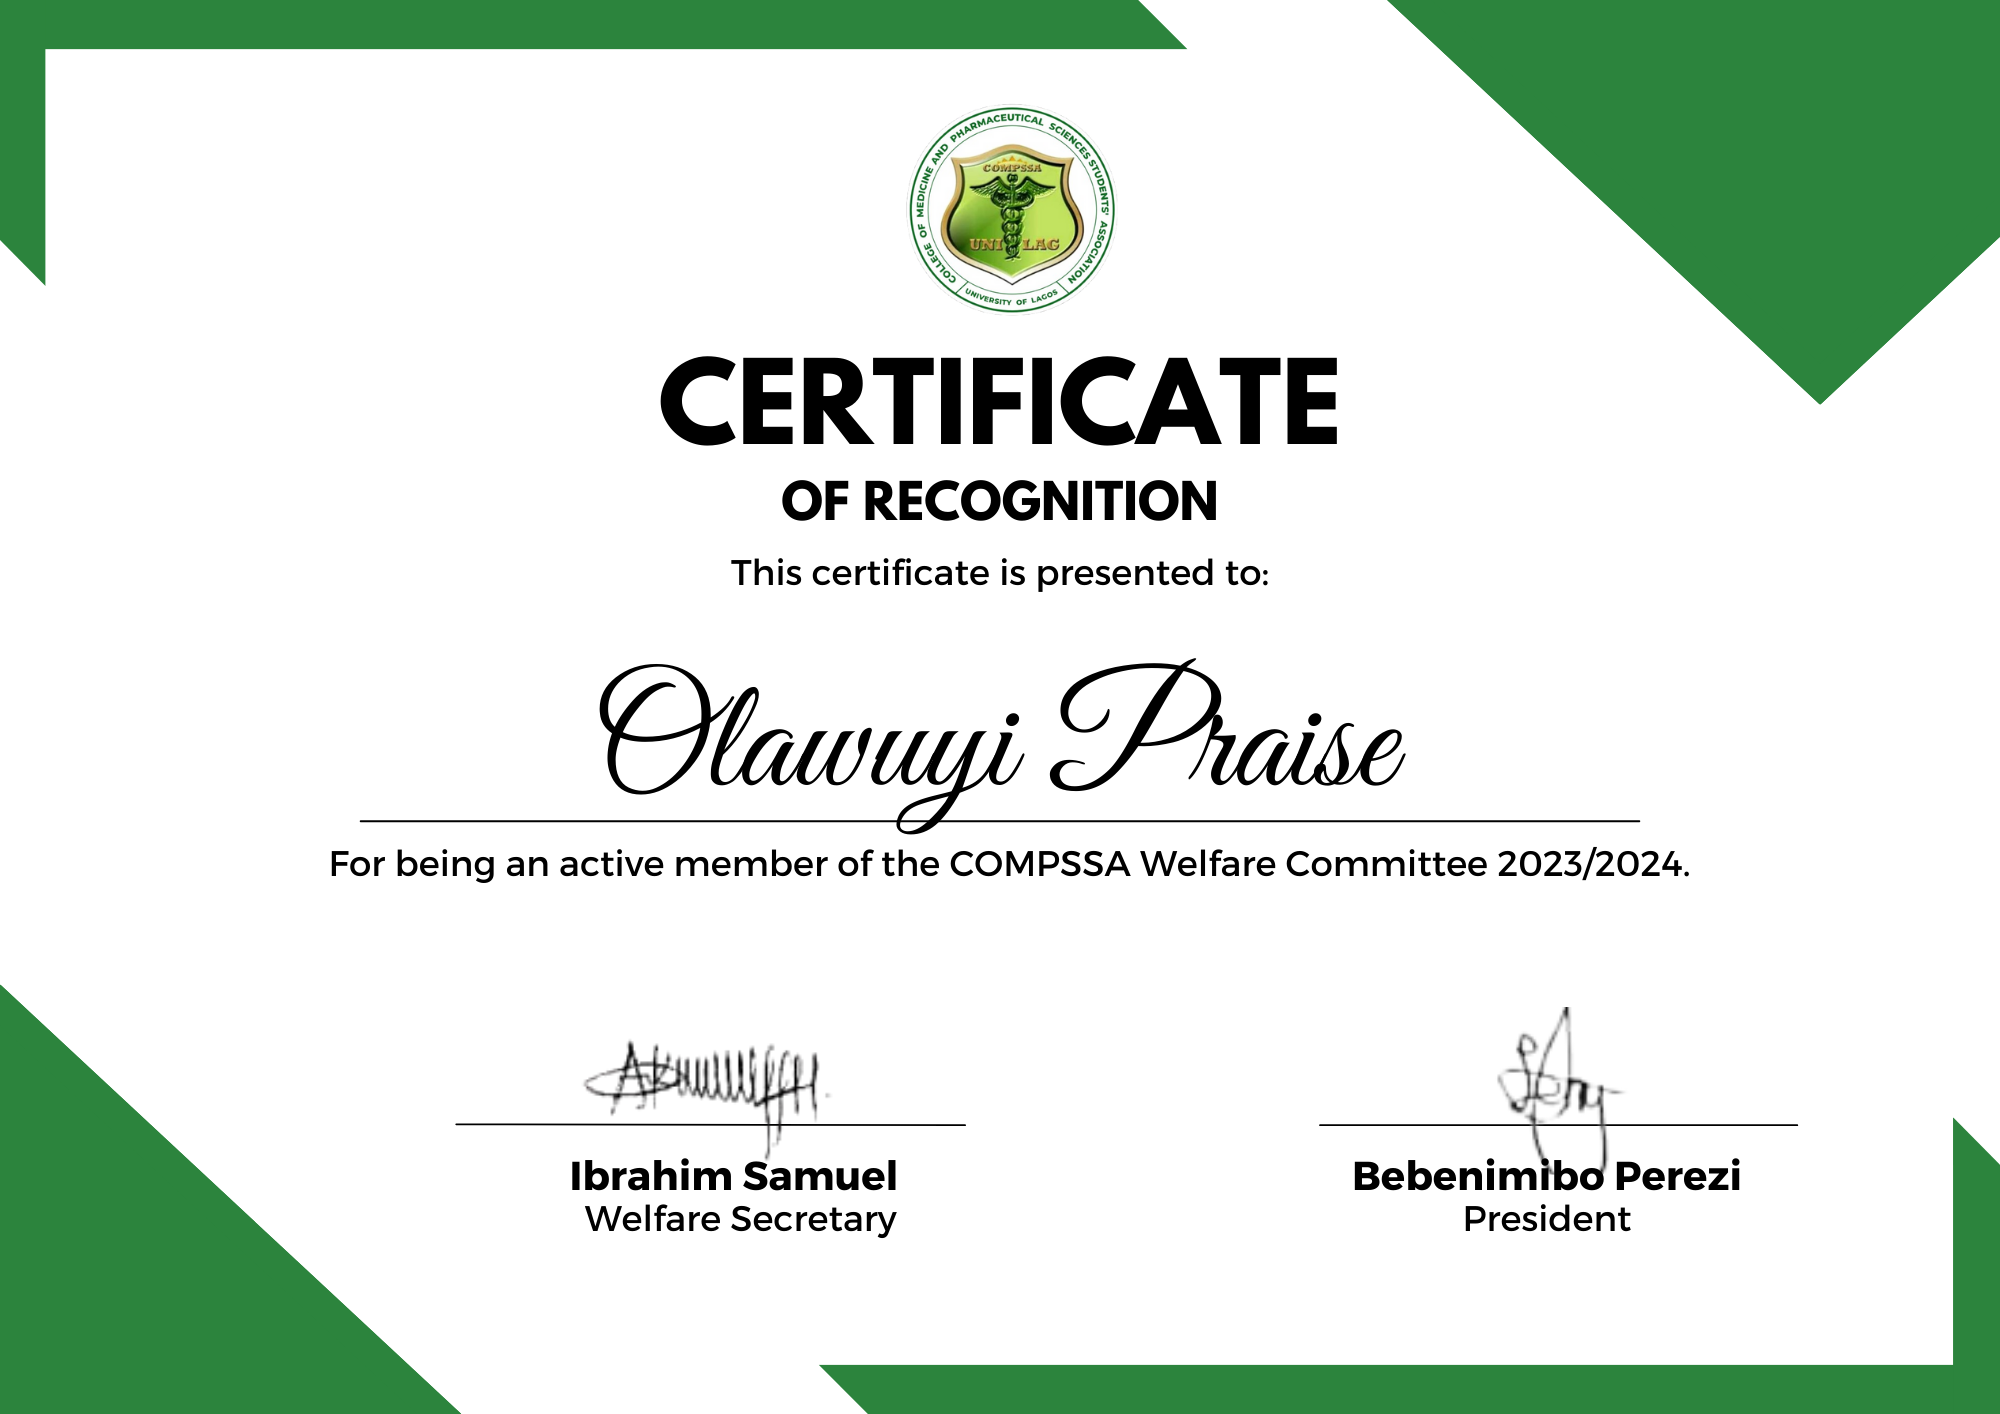 COLLEGE OF MEDICINE AND PHARMACEUTICAL SCIENCES STUDENTS' ASSOCIATION
COMPSSA
UNILAG
UNIVERSITY OF LAGOS
CERTIFICATE
OF RECOGNITION
This certificate is presented to:
Olawuyi Praise
For being an active member of the COMPSSA Welfare Committee 2023/2024.
Ibrahim Samuel
Welfare Secretary
Bebenimibo Perezi
President